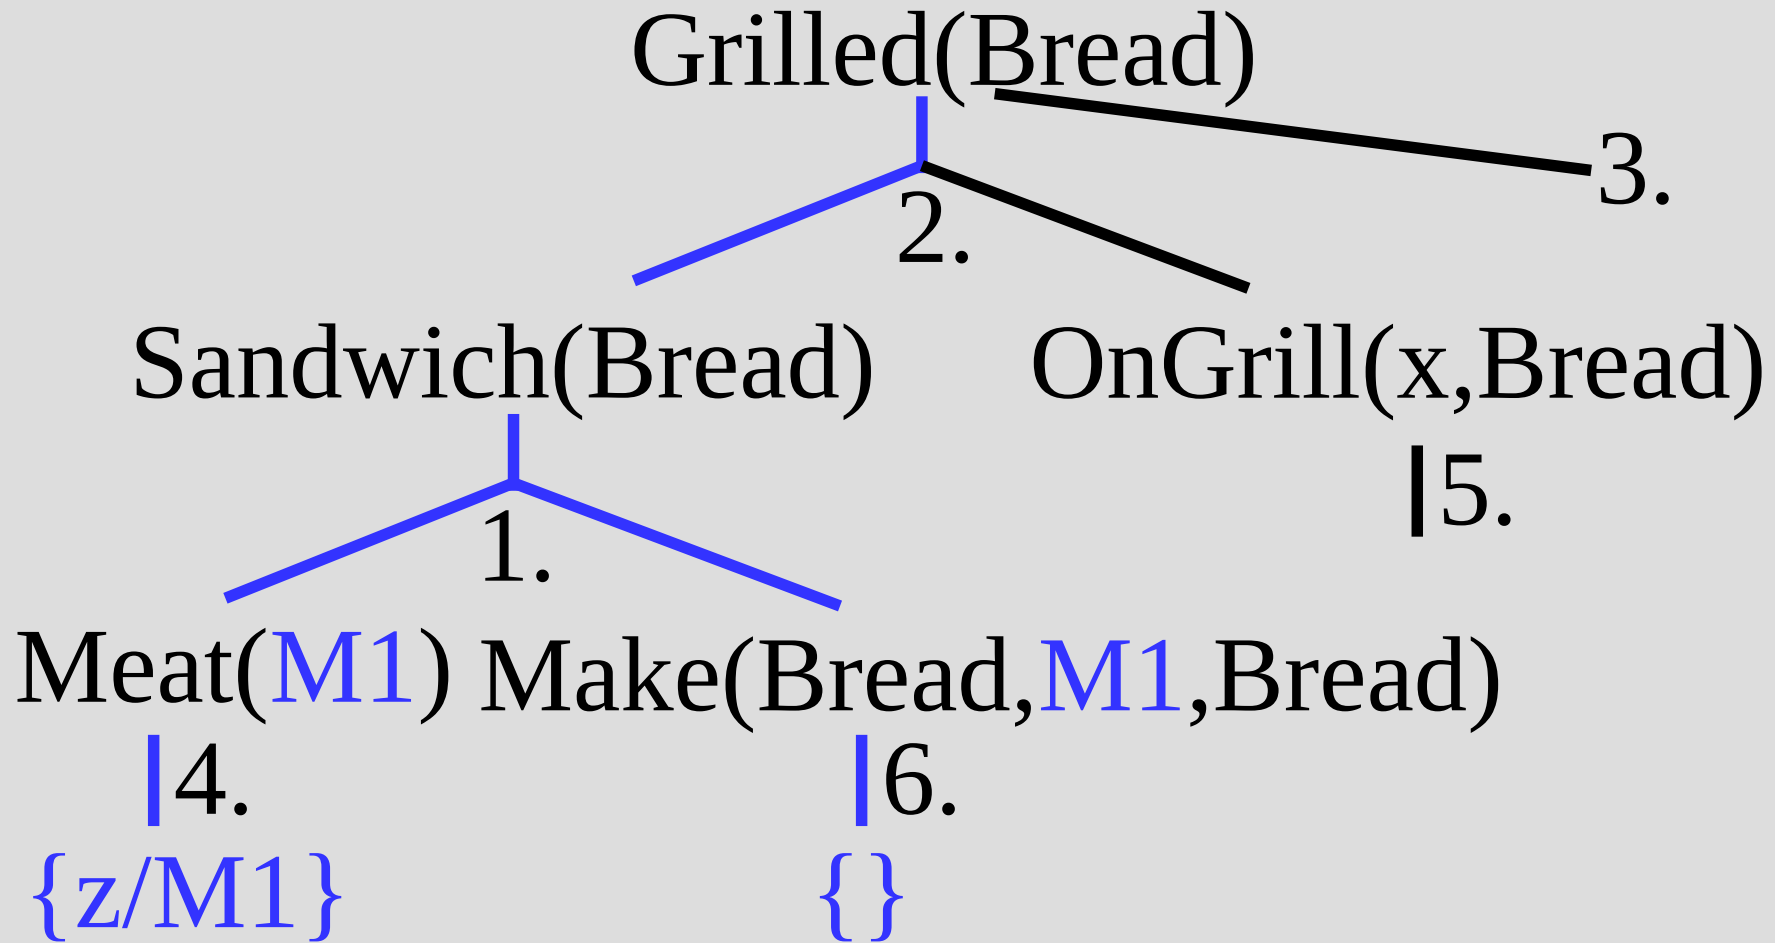 Grilled(Bread)
3.
2.
Sandwich(Bread) OnGrill(x,Bread)
5.
1.
Meat(M1) Make(Bread,M1,Bread)
4. 6.
{z/M1} {}